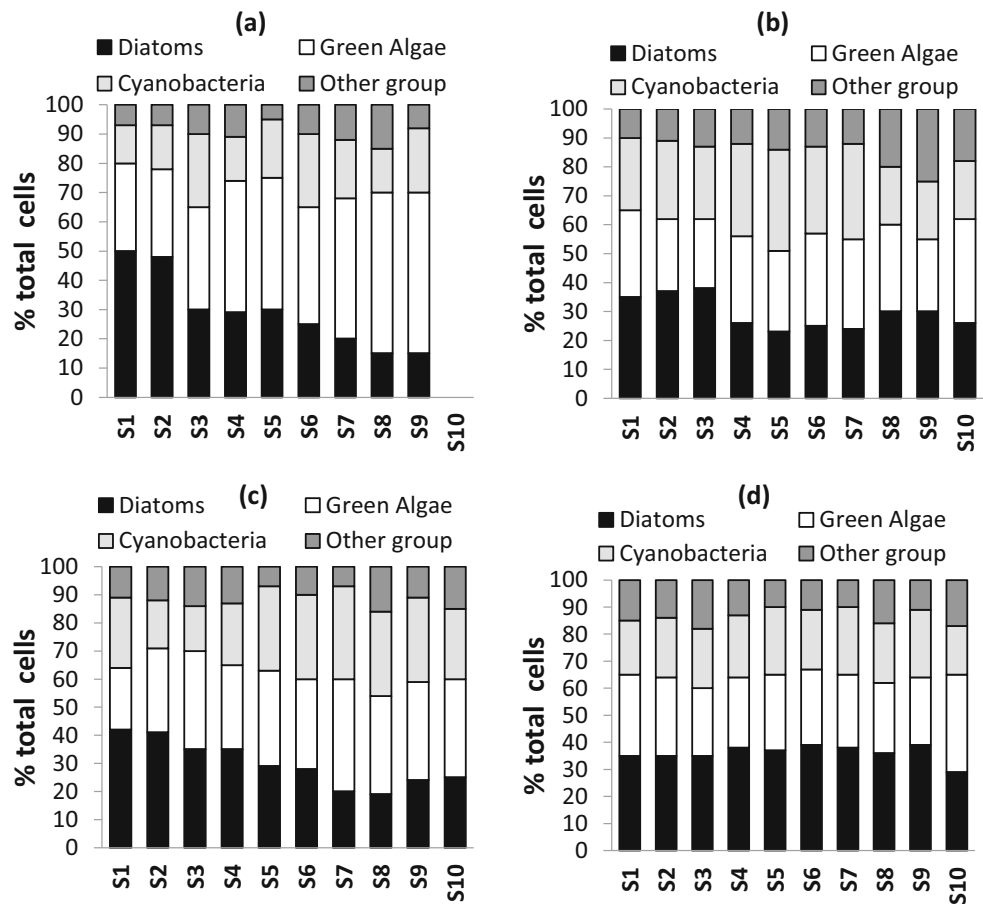 (a)
Diatoms Green Algae
Cyanobacteria Other group
100
90
80
70
60
50
40
30
20
10
0
% total cells
S1 S2 S3 S4 S5 S6 S7 S8 S9 S10
(b)
Diatoms Green Algae
Cyanobacteria Other group
100
90
80
70
60
50
40
30
20
10
0
% total cells
S1 S2 S3 S4 S5 S6 S7 S8 S9 S10
(c)
Diatoms Green Algae
Cyanobacteria Other group
100
90
80
70
60
50
40
30
20
10
0
% total cells
S1 S2 S3 S4 S5 S6 S7 S8 S9 S10
(d)
Diatoms Green Algae
Cyanobacteria Other group
100
90
80
70
60
50
40
30
20
10
0
% total cells
S1 S2 S3 S4 S5 S6 S7 S8 S9 S10